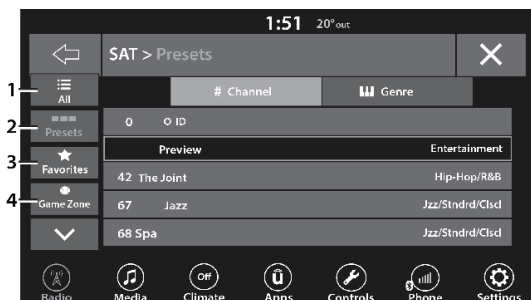 1:51 20° out
SAT > Presets
1 All
# Channel Genre
2 Presets
0 O ID
Preview Entertainment
3 Favorites
42 The Joint Hip-Hop/R&B
4 Game Zone
67 Jazz Jzz/Stndrd/Clscl
68 Spa Jzz/Stndrd/Clscl
Off û
Radio Media Climate Apps Controls Phone Settings